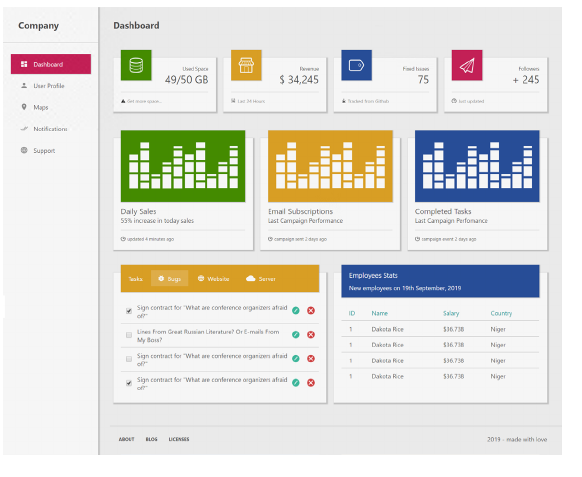 Company
Dashboard
User Profile
Maps
Notifications
Support
Dashboard
Used Space
49/50 GB
Get more space...
Revenue
$ 34,245
Last 24 Hours
Fixed Issues
75
Tracked from Github
Followers
+ 245
Just updated
Daily Sales
55% increase in today sales
updated 4 minutes ago
Email Subscriptions
Last Campaign Performance
campaign sent 2 days ago
Completed Tasks
Last Campaign Perfomance
campaign event 2 days ago
Tasks: Bugs Website Server
Sign contract for "What are conference organizers afraid
of?"
Lines From Great Russian Literature? Or E-mails From
My Boss?
Sign contract for "What are conference organizers afraid
of?"
Sign contract for "What are conference organizers afraid
of?"
Employees Stats
New employees on 19th September, 2019
ID Name Salary Country
1 Dakota Rice $36.738 Niger
1 Dakota Rice $36.738 Niger
1 Dakota Rice $36.738 Niger
1 Dakota Rice $36.738 Niger
ABOUT BLOG LICENSES
2019 - made with love